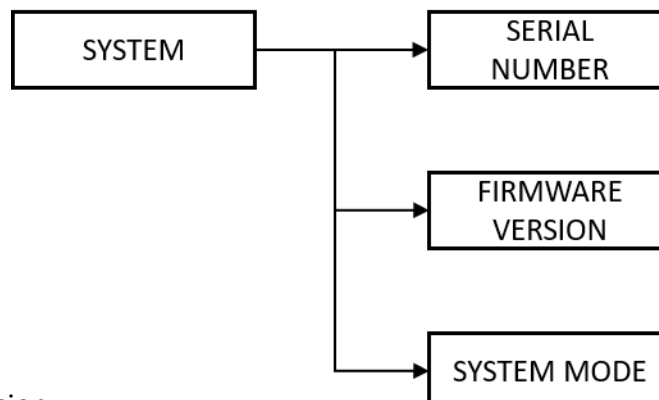 SYSTEM
SERIAL
NUMBER
FIRMWARE
VERSION
SYSTEM MODE